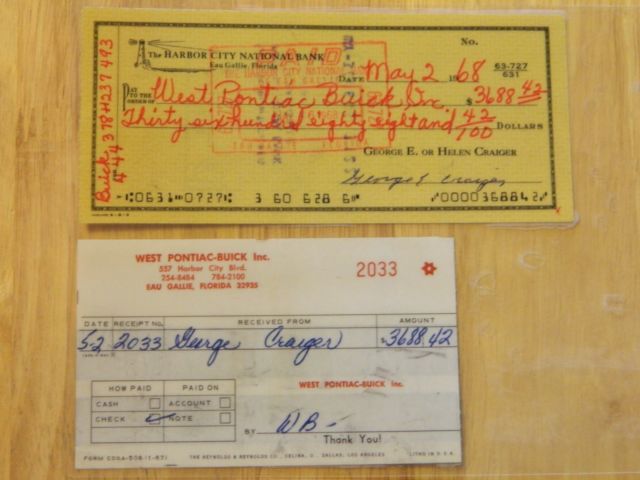 No.
The HARBOR CITY NATIONAL BANK
Eau Gallie, Florida
PAID
DATE May 2 1968
63-727
631
PAY TO THE ORDER OF West Pontiac Buick Inc. $3688 42
Thirty six hundred eighty eight and 42/100 DOLLARS
GEORGE E. OR HELEN CRAIGER
George E Craiger
⑆0631⑉0727⑆ 3 60 628 6⑈ ⑈0000368842⑈
Buick
444378H237493
WEST PONTIAC-BUICK Inc.
557 Harbor City Blvd.
254-8484 784-2100
EAU GALLIE, FLORIDA 32935
2033
DATE RECEIPT NO. RECEIVED FROM AMOUNT
5-2 2033 George Craiger $3688.42
HOW PAID PAID ON
CASH ACCOUNT
CHECK NOTE
WEST PONTIAC-BUICK Inc.
BY WB-
Thank You!
THE REYNOLDS & REYNOLDS CO., CELINA, O., DALLAS, LOS ANGELES
LITHO IN U.S.A.